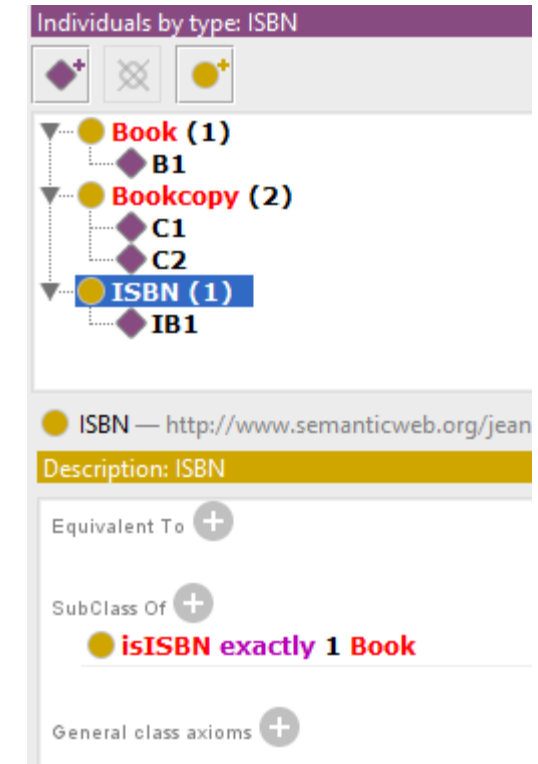 Individuals by type: ISBN
Book (1)
B1
Bookcopy (2)
C1
C2
ISBN (1)
IB1
ISBN — http://www.semanticweb.org/jean
Description: ISBN
Equivalent To
SubClass Of
isISBN exactly 1 Book
General class axioms